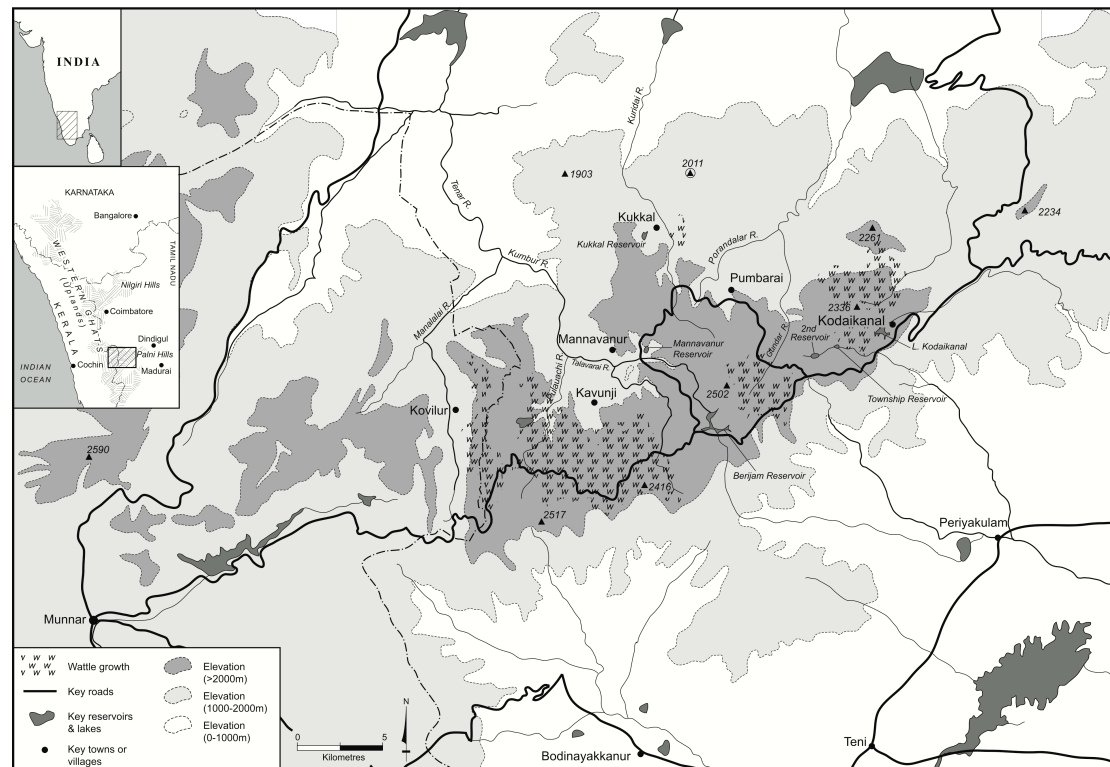 INDIA
KARNATAKA
Bangalore
TAMIL NADU
WESTERN GHATS
(Uplands)
KERALA
Nilgiri Hills
Coimbatore
Dindigul
Palni Hills
Cochin
Madurai
INDIAN
OCEAN
1903
2011
Kuridai R.
Tenar R.
Kukkal
Kukkal Reservoir
2234
2261
Kumbur R.
Porandalar R.
Pumbarai
Manalalai R.
2336
Kodaikanal
2nd
Reservoir
L. Kodaikanal
Mannavanur
Mannavanur
Reservoir
Talavarai R.
Kavunji
2502
Township Reservoir
Kovilur
2590
Berijam Reservoir
2416
2517
Periyakulam
Munnar
Teni
Bodinayakkanur
Wattle growth
Key roads
Key reservoirs
& lakes
Key towns or
villages
Elevation
(>2000m)
Elevation
(1000-2000m)
Elevation
(0-1000m)
N
0
5
Kilometres